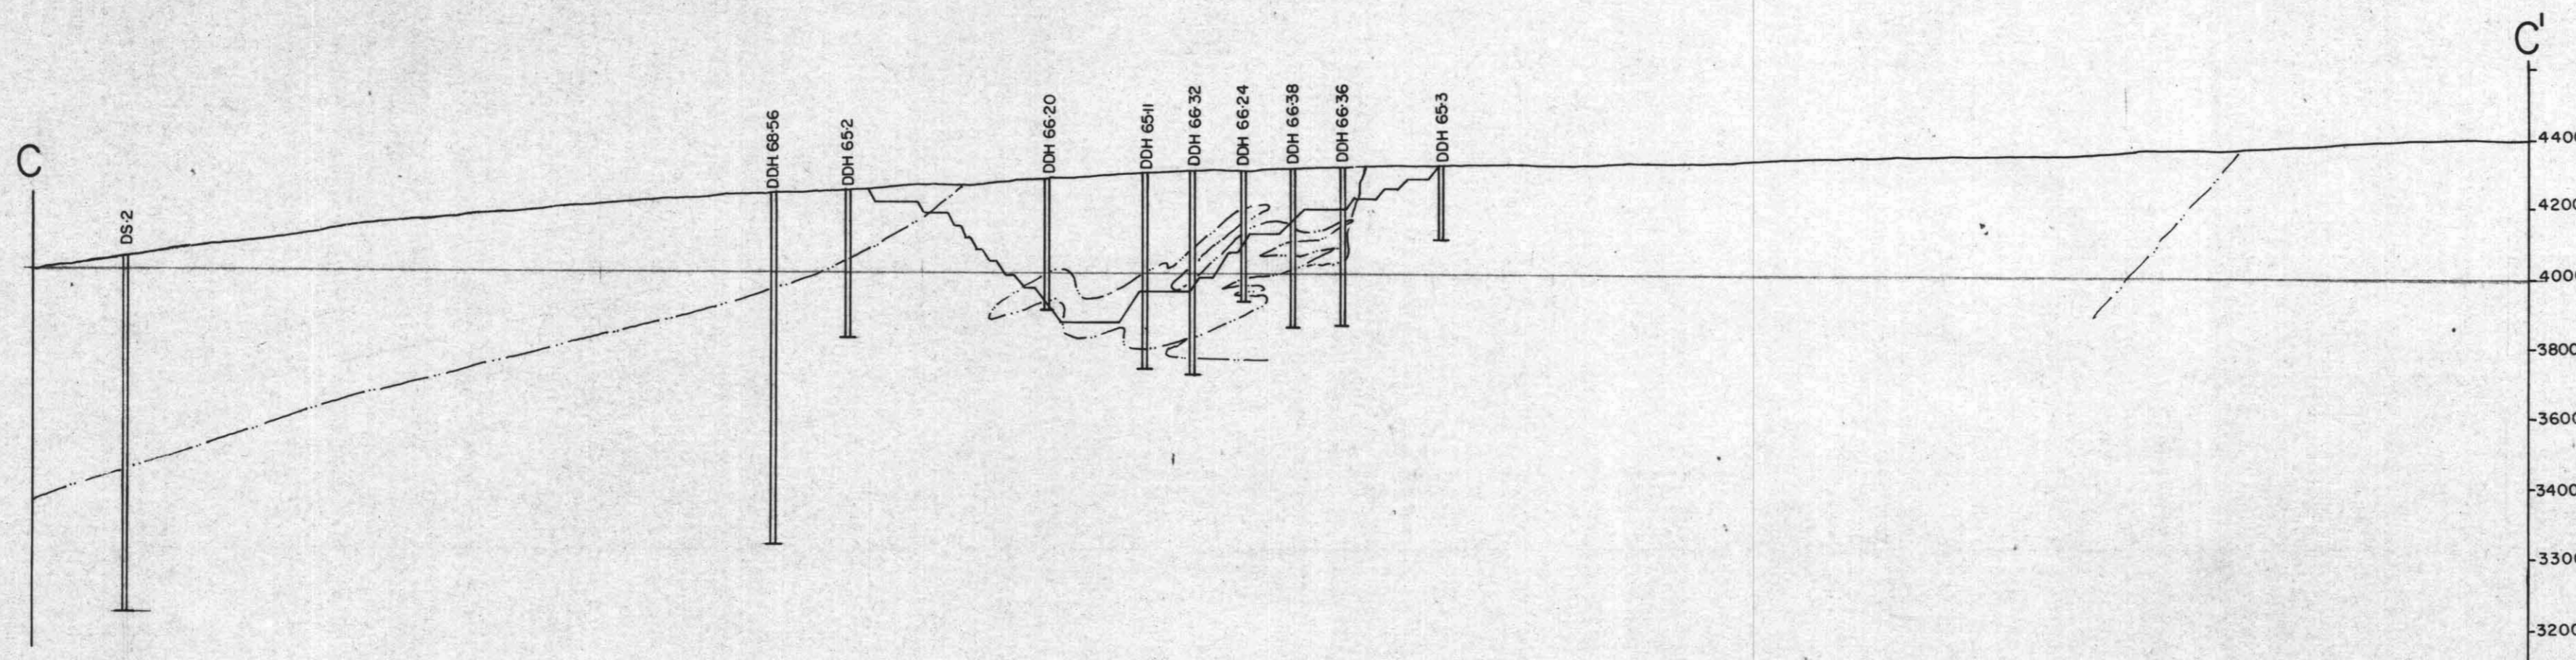 C
C'
DS-2
DDH 68-56
DDH 65-2
DDH 66-20
DDH 65-11
DDH 66-32
DDH 66-24
DDH 66-38
DDH 66-36
DDH 65-3
4400
4200
4000
3800
3600
3400
3300
3200